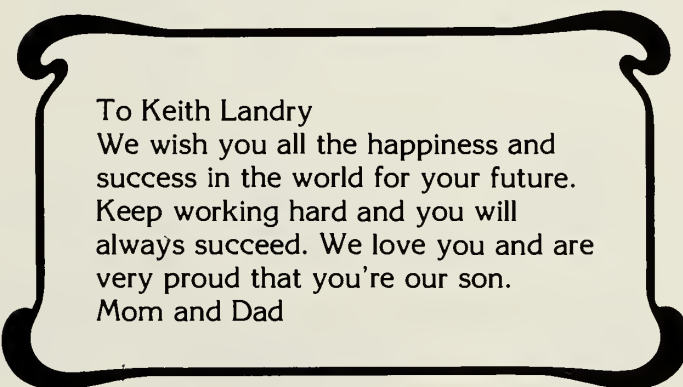 To Keith Landry
We wish you all the happiness and
success in the world for your future.
Keep working hard and you will
always succeed. We love you and are
very proud that you're our son.
Mom and Dad